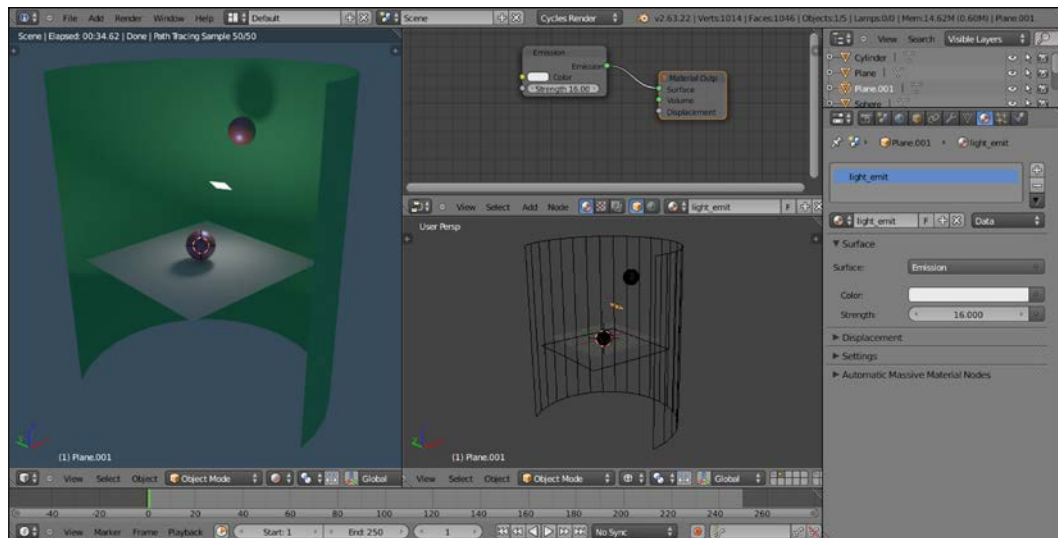 File Add Render Window Help Default Scene Cycles Render v2.63.22 | Verts:1014 | Faces:1046 | Objects:1/5 | Lamps:0/0 | Mem:14.62M (0.60M) | Plane.001
Scene | Elapsed: 00:34.62 | Done | Path Tracing Sample 50/50
View Search Visible Layers
Cylinder
Plane
Plane.001
Sphere
Emission
Emission
Color
Strength 16.00
Material Outp
Surface
Volume
Displacement
Plane.001 light_emit
light_emit
View Select Add Node light_emit F
light_emit F Data
User Persp
Surface
Surface: Emission
Color:
Strength: 16.000
Displacement
Settings
Automatic Massive Material Nodes
(1) Plane.001
(1) Plane.001
View Select Object Object Mode Global
View Select Object Object Mode Global
-40 -20 0 20 40 60 80 100 120 140 160 180 200 220 240 260
View Marker Frame Playback Start: 1 End: 250 1 No Sync